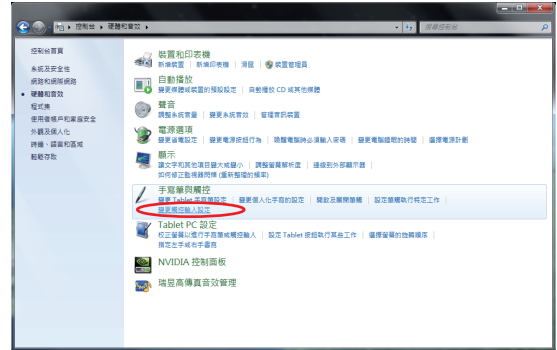 控制台 ▸ 硬體和音效 ▸
搜尋控制台
控制台首頁
系統及安全性
網路和網際網路
硬體和音效
程式集
使用者帳戶和家庭安全
外觀及個人化
時鐘、語言和區域
輕鬆存取
裝置和印表機
新增裝置 | 新增印表機 | 滑鼠 | 裝置管理員
自動播放
變更媒體或裝置的預設設定 | 自動播放 CD 或其他媒體
聲音
調整系統音量 | 變更系統音效 | 管理音訊裝置
電源選項
變更省電設定 | 變更電源按鈕行為 | 喚醒電腦時必須輸入密碼 | 變更電腦睡眠的時間 | 選擇電源計劃
顯示
讓文字和其他項目變大或變小 | 調整螢幕解析度 | 連線到外部顯示器
如何修正監視器閃爍 (重新整理的頻率)
手寫筆與觸控
變更 Tablet 手寫筆設定 | 變更個人化手寫的設定 | 開啟及關閉筆觸 | 設定筆觸執行特定工作
變更觸控輸入設定
Tablet PC 設定
校正螢幕以進行手寫筆或觸控輸入 | 設定 Tablet 按鈕執行某些工作 | 選擇螢幕的旋轉順序
指定左手或右手書寫
NVIDIA 控制面板
瑞昱高傳真音效管理